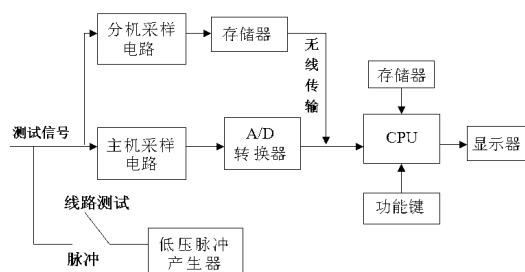 分机采样
电路
存储器
无线传输
存储器
测试信号
主机采样
电路
A/D
转换器
CPU
显示器
线路测试
功能键
脉冲
低压脉冲
产生器